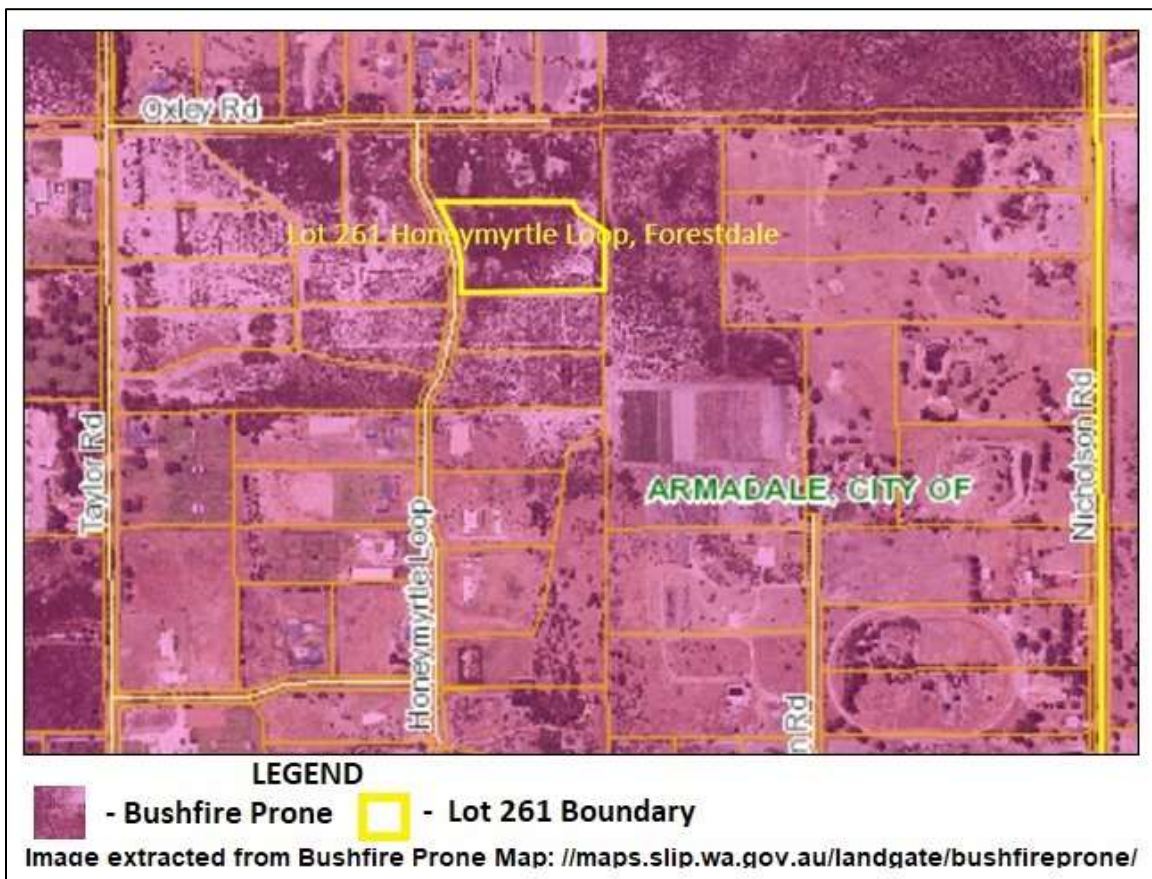 Oxley Rd
Lot 261 Honeymyrtle Loop, Forestdale
Taylor Rd
Honeymyrtle Loop
ARMADALE, CITY OF
Nicholson Rd
n Rd
LEGEND
- Bushfire Prone
- Lot 261 Boundary
Image extracted from Bushfire Prone Map: //maps.slip.wa.gov.au/landgate/bushfireprone/